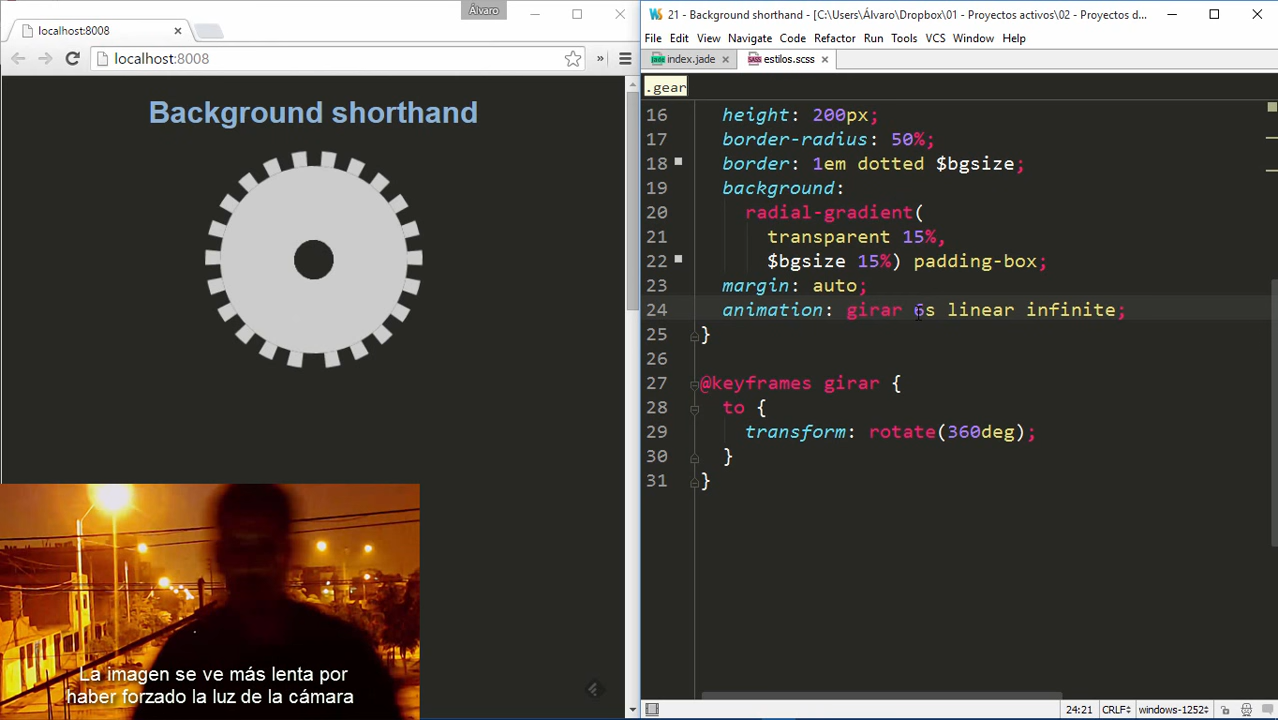 Álvaro
localhost:8008
localhost:8008
»
Background shorthand
La imagen se ve más lenta por
haber forzado la luz de la cámara
21 - Background shorthand - [C:\Users\Álvaro\Dropbox\01 - Proyectos activos\02 - Proyectos d...
File Edit View Navigate Code Refactor Run Tools VCS Window Help
index.jade
estilos.scss
.gear
16 height: 200px;
17 border-radius: 50%;
18 border: 1em dotted $bgsize;
19 background:
20 radial-gradient(
21 transparent 15%,
22 $bgsize 15%) padding-box;
23 margin: auto;
24 animation: girar 6s linear infinite;
25 }
26
27 @keyframes girar {
28 to {
29 transform: rotate(360deg);
30 }
31 }
24:21 CRLF windows-1252